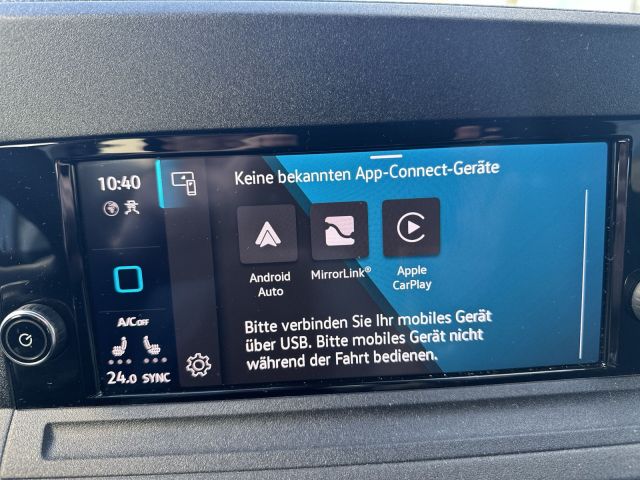 10:40
Keine bekannten App-Connect-Geräte
Android
Auto
MirrorLink®
Apple
CarPlay
Bitte verbinden Sie Ihr mobiles Gerät
über USB. Bitte mobiles Gerät nicht
während der Fahrt bedienen.
A/C OFF
24.0 SYNC